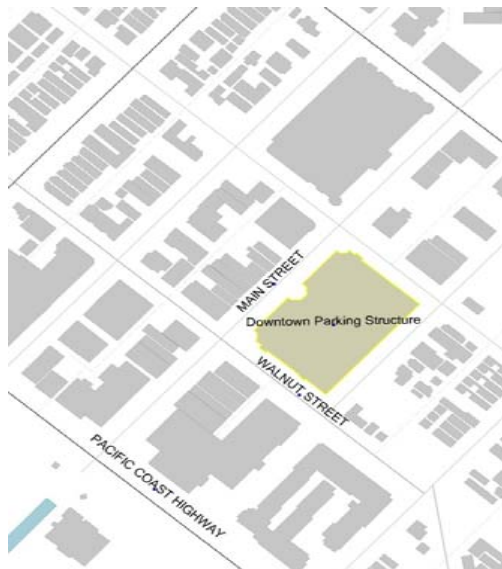 MAIN STREET
Downtown Parking Structure
WALNUT STREET
PACIFIC COAST HIGHWAY